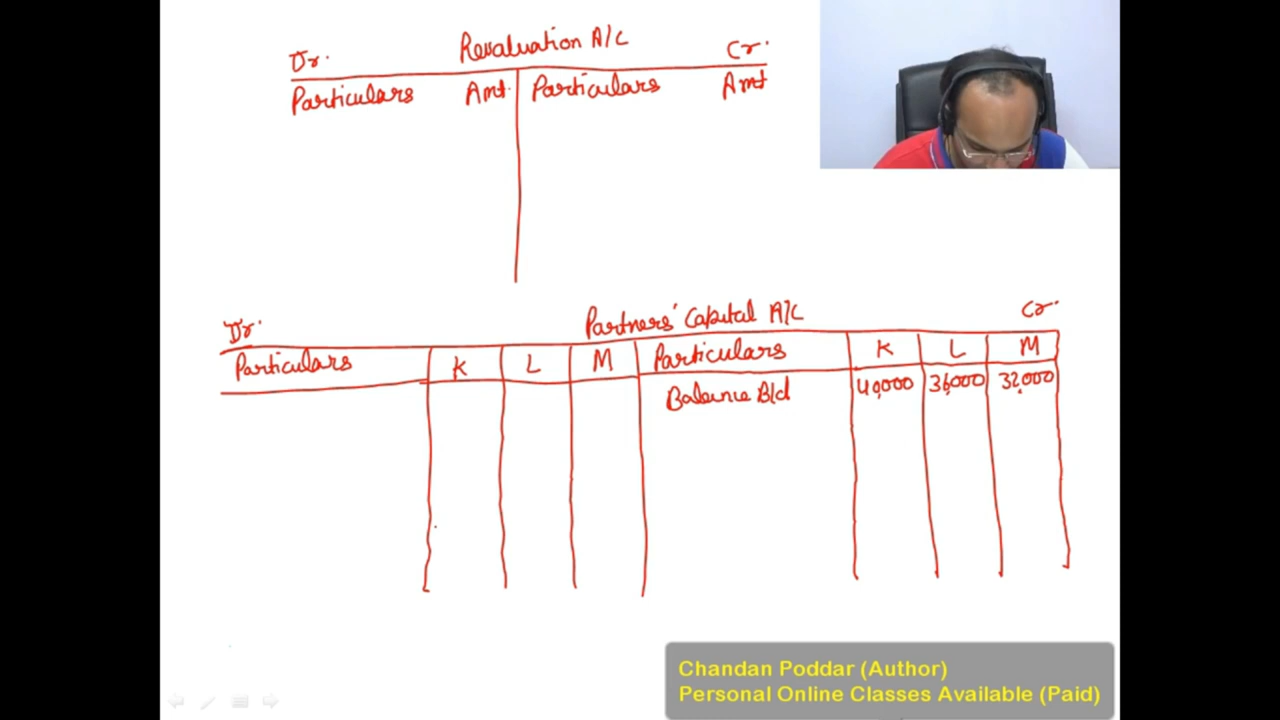 Revaluation A/C
Dr. Cr.
Particulars Amt. Particulars Amt
Partners' Capital A/C
Dr. Cr.
Particulars K L M Particulars K L M
Balance B/d 40,000 36,000 32,000
Chandan Poddar (Author)
Personal Online Classes Available (Paid)